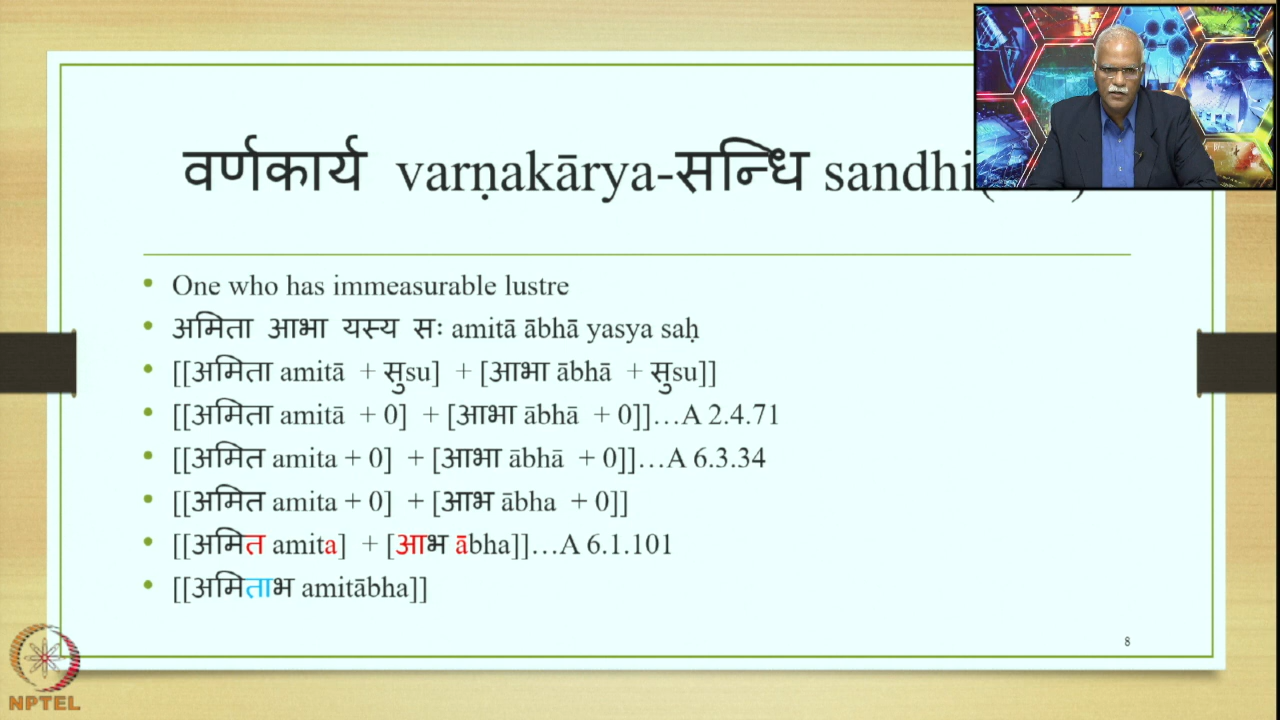 वर्णकार्य varṇakārya-सन्धि sandhi(
• One who has immeasurable lustre
• अमिता आभा यस्य सः amitā ābhā yasya saḥ
• [[अमिता amitā + सुsu] + [आभा ābhā + सुsu]]
• [[अमिता amitā + 0] + [आभा ābhā + 0]]…A 2.4.71
• [[अमित amita + 0] + [आभा ābhā + 0]]…A 6.3.34
• [[अमित amita + 0] + [आभ ābha + 0]]
• [[अमित amita] + [आभ ābha]]…A 6.1.101
• [[अमिताभ amitābha]]
8
NPTEL